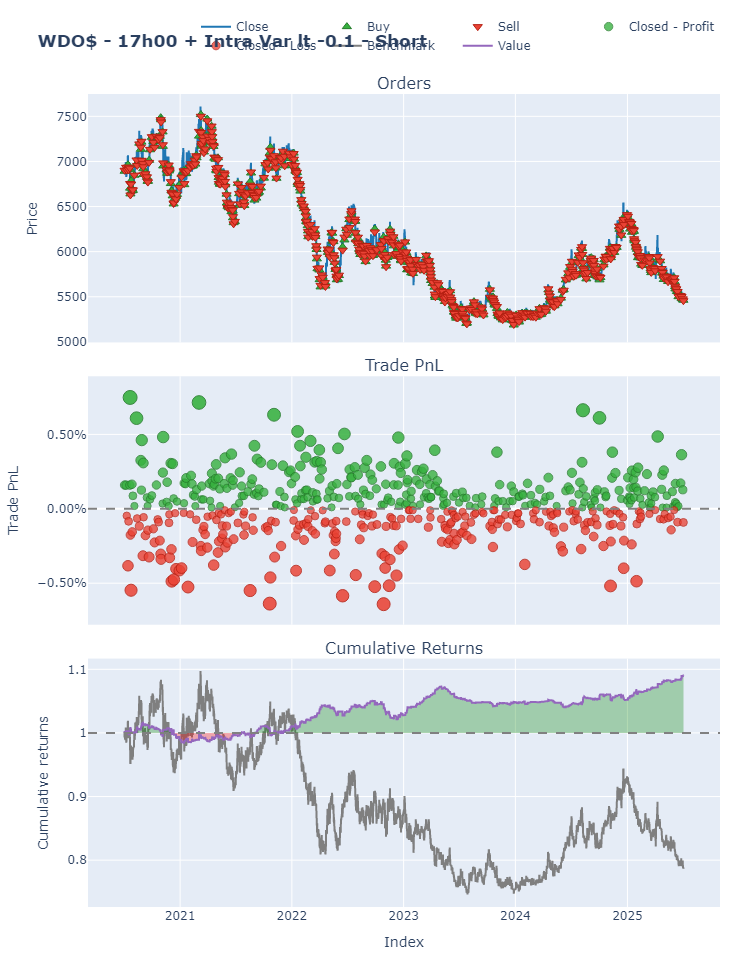 Close Buy Sell Closed - Profit
WDO$ - 17h00 + Intra Var lt -0.1 - Short
Closed - Loss Benchmark Value
Orders
7500
7000
6500
6000
5500
5000
Price
Trade PnL
0.50%
0.00%
−0.50%
Trade PnL
Cumulative Returns
1.1
1
0.9
0.8
Cumulative returns
2021 2022 2023 2024 2025
Index